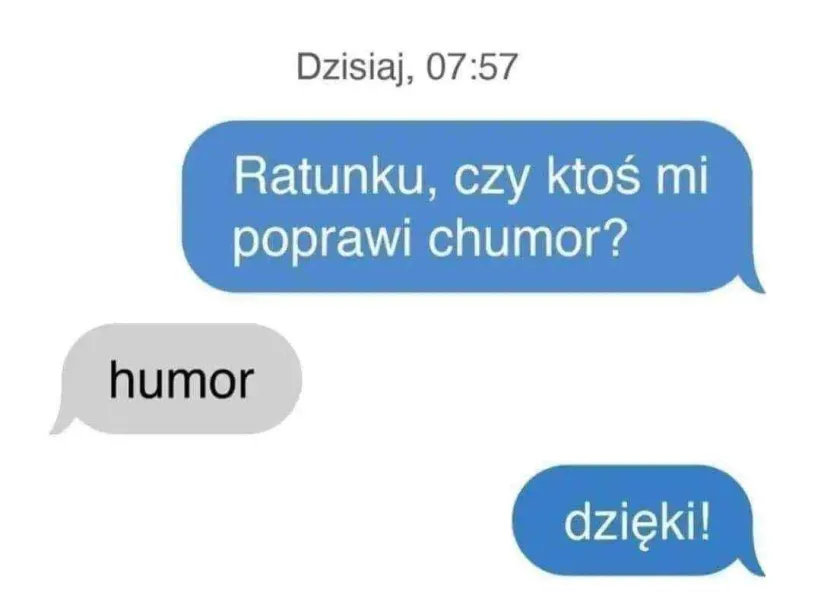 Dzisiaj, 07:57
Ratunku, czy ktoś mi
poprawi chumor?
humor
dzięki!